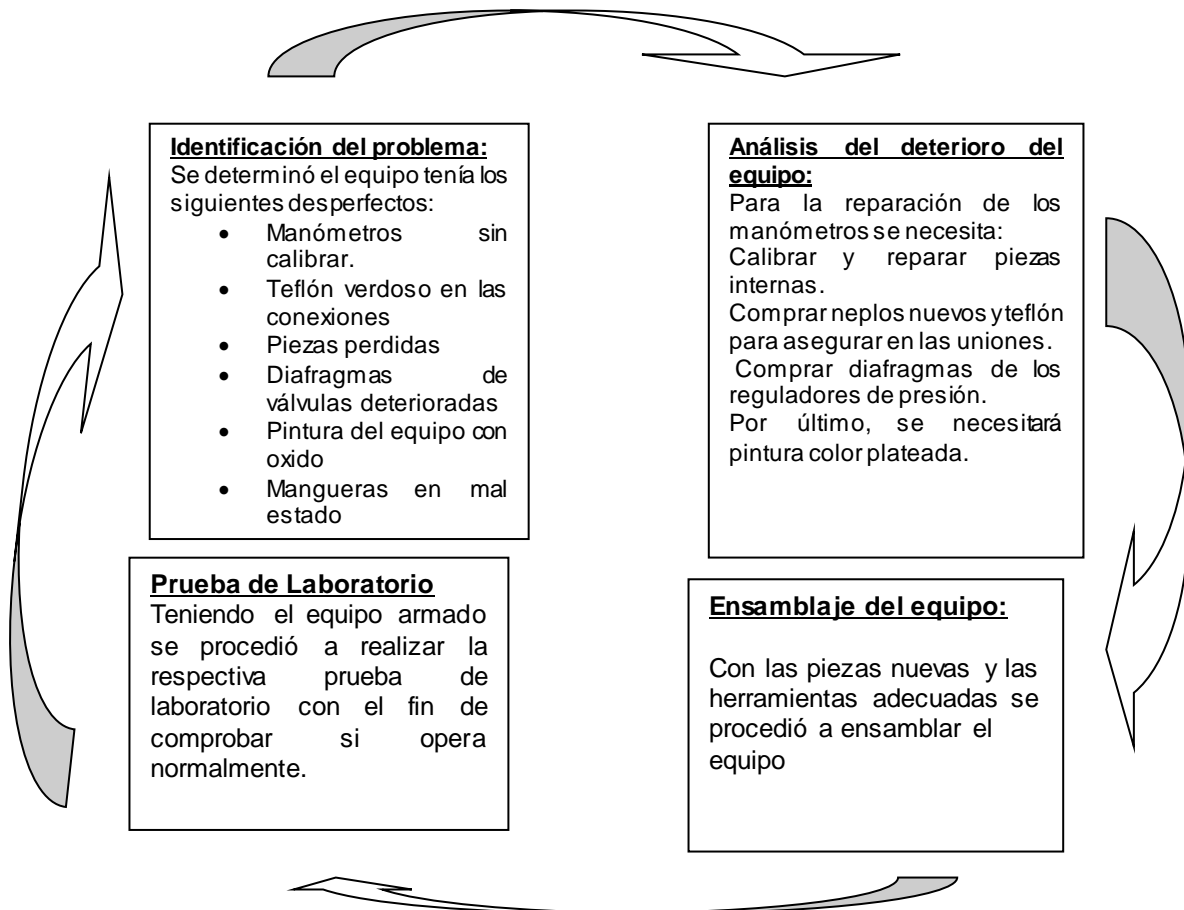 Identificación del problema:
Se determinó el equipo tenía los
siguientes desperfectos:
• Manómetros sin
calibrar.
• Teflón verdoso en las
conexiones
• Piezas perdidas
• Diafragmas de
válvulas deterioradas
• Pintura del equipo con
oxido
• Mangueras en mal
estado
Análisis del deterioro del
equipo:
Para la reparación de los
manómetros se necesita:
Calibrar y reparar piezas
internas.
Comprar neplos nuevos y teflón
para asegurar en las uniones.
Comprar diafragmas de los
reguladores de presión.
Por último, se necesitará
pintura color plateada.
Prueba de Laboratorio
Teniendo el equipo armado
se procedió a realizar la
respectiva prueba de
laboratorio con el fin de
comprobar si opera
normalmente.
Ensamblaje del equipo:
Con las piezas nuevas y las
herramientas adecuadas se
procedió a ensamblar el
equipo